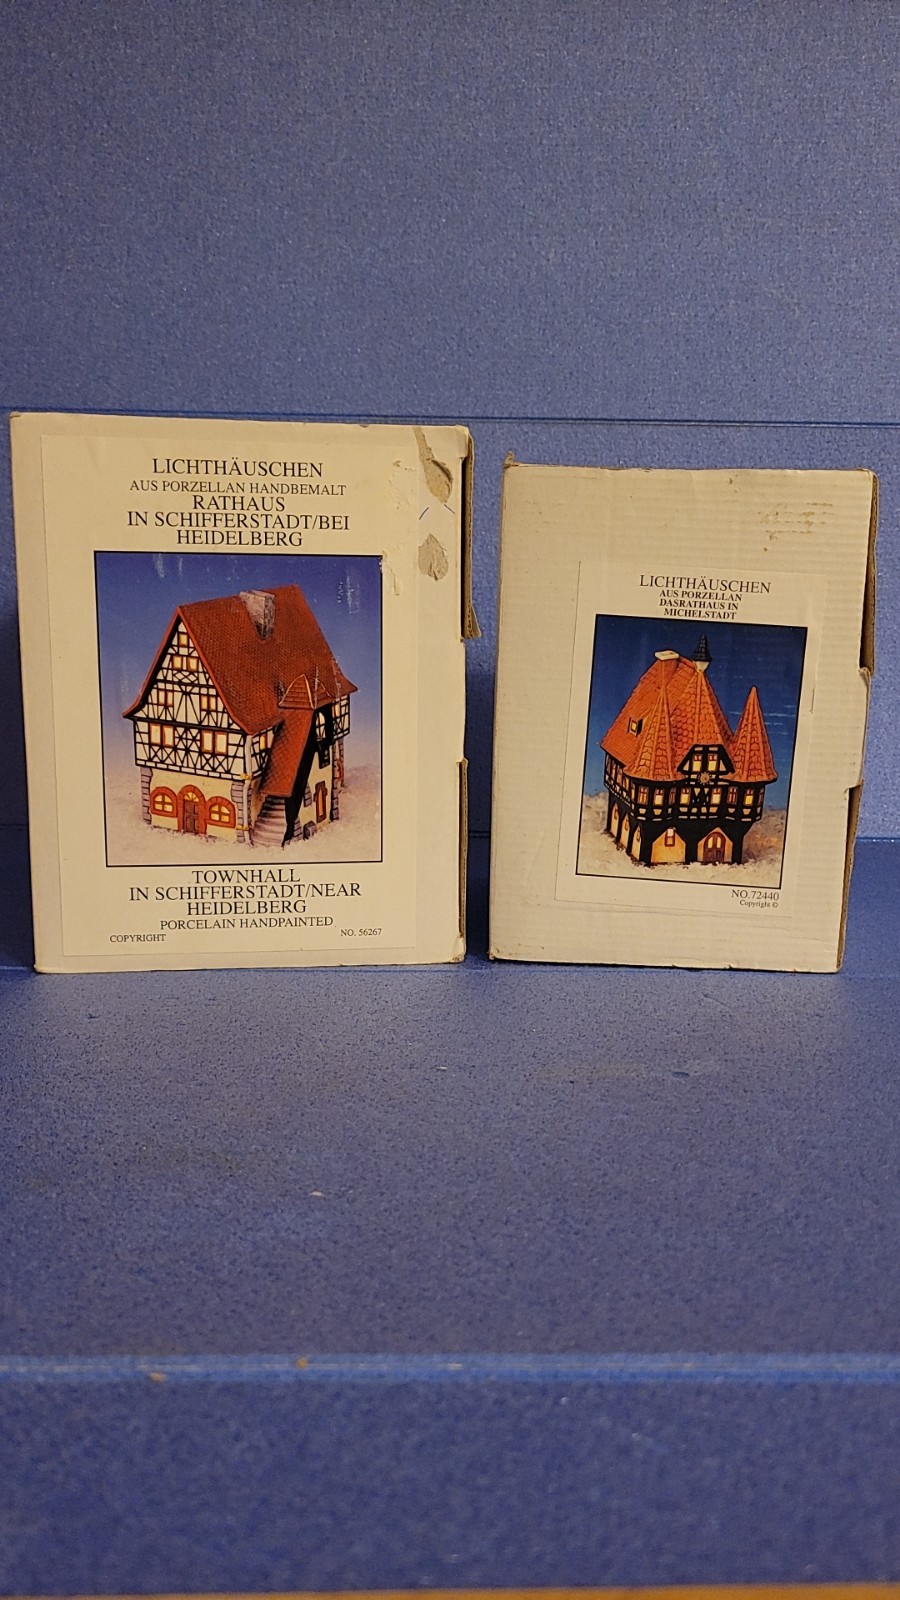 LICHTHÄUSCHEN
AUS PORZELLAN HANDBEMALT
RATHAUS
IN SCHIFFERSTADT/BEI
HEIDELBERG
TOWNHALL
IN SCHIFFERSTADT/NEAR
HEIDELBERG
PORCELAIN HANDPAINTED
COPYRIGHT NO. 56267
LICHTHÄUSCHEN
AUS PORZELLAN
DASRATHAUS IN
MICHELSTADT
NO.72440
Copyright ©